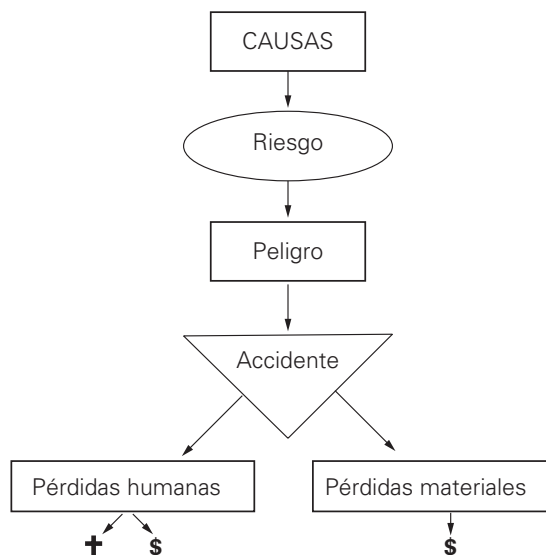 CAUSAS
Riesgo
Peligro
Accidente
Pérdidas humanas
Pérdidas materiales
✝ $
$